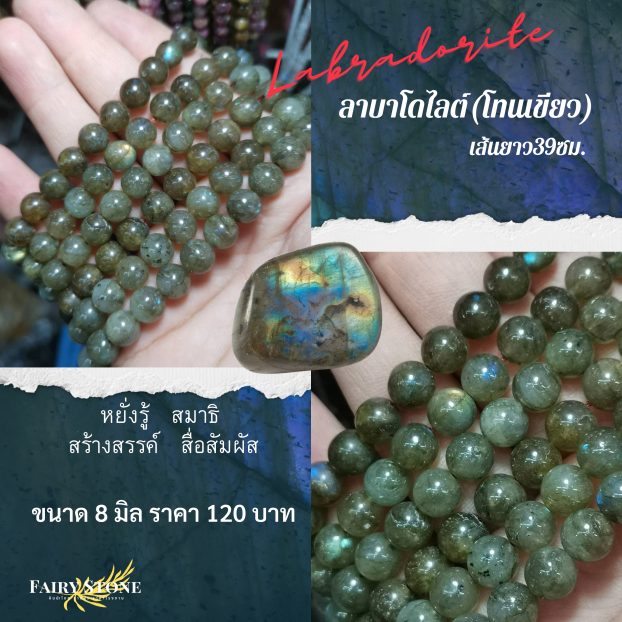 Labradorite
ลาบาโดไลต์ (โทนเขียว)
เส้นยาว39ซม.
หยั่งรู้ สมาธิ
สร้างสรรค์ สื่อสัมผัส
ขนาด 8 มิล ราคา 120 บาท
FAIRY STONE